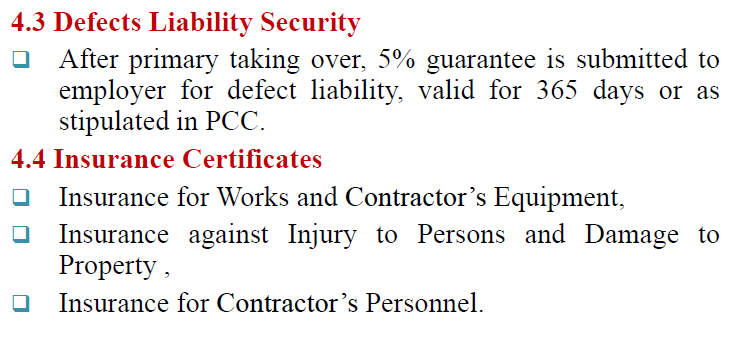 4.3 Defects Liability Security
❑ After primary taking over, 5% guarantee is submitted to
employer for defect liability, valid for 365 days or as
stipulated in PCC.
4.4 Insurance Certificates
❑ Insurance for Works and Contractor’s Equipment,
❑ Insurance against Injury to Persons and Damage to
Property ,
❑ Insurance for Contractor’s Personnel.